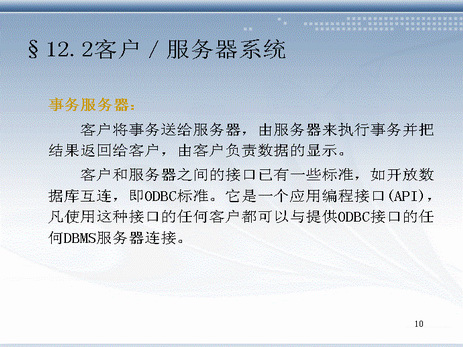 §12.2客户／服务器系统
事务服务器：
客户将事务送给服务器，由服务器来执行事务并把
结果返回给客户，由客户负责数据的显示。
客户和服务器之间的接口已有一些标准，如开放数
据库互连，即ODBC标准。它是一个应用编程接口(API)，
凡使用这种接口的任何客户都可以与提供ODBC接口的任
何DBMS服务器连接。
10